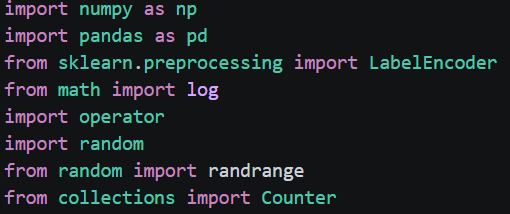 import numpy as np
import pandas as pd
from sklearn.preprocessing import LabelEncoder
from math import log
import operator
import random
from random import randrange
from collections import Counter